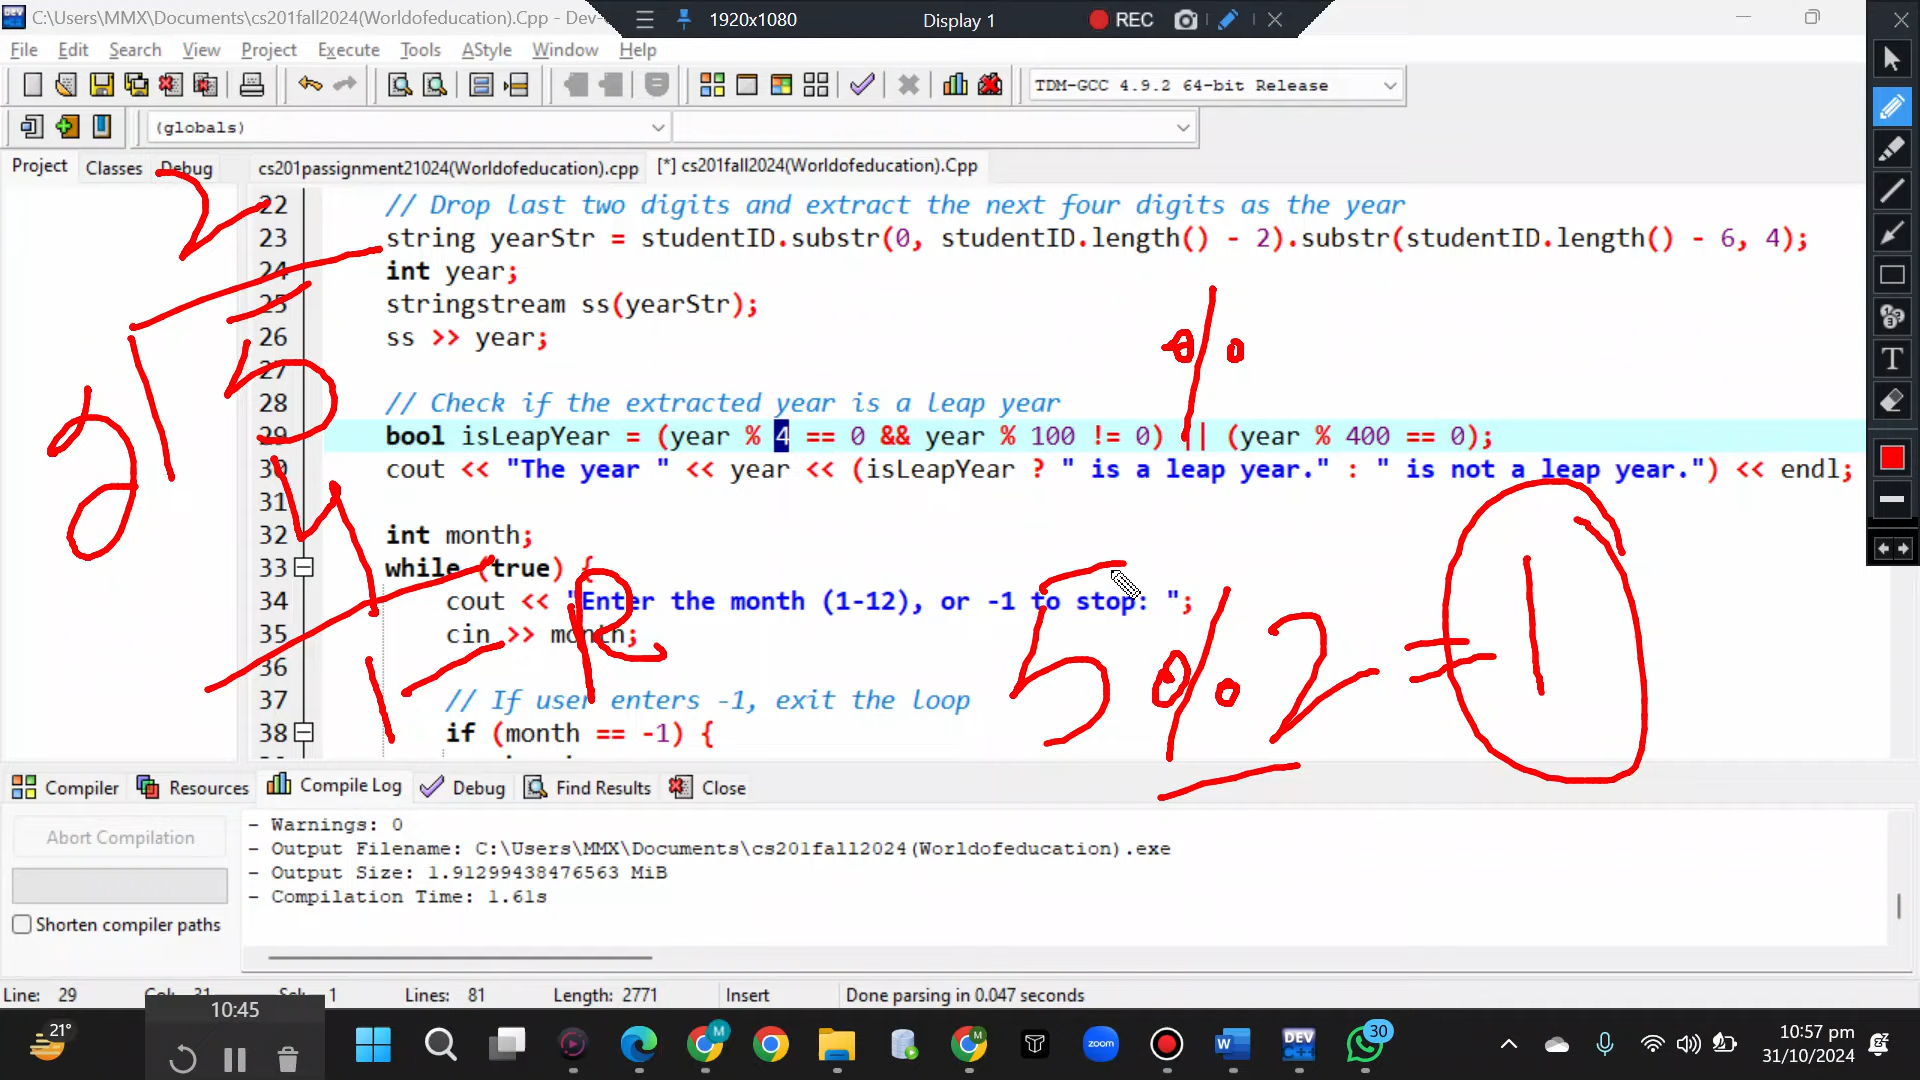 C:\Users\MMX\Documents\cs201fall2024(Worldofeducation).Cpp - Dev-
1920x1080
Display 1
REC
File Edit Search View Project Execute Tools AStyle Window Help
TDM-GCC 4.9.2 64-bit Release
(globals)
Project Classes Debug
cs201passignment21024(Worldofeducation).cpp
[*] cs201fall2024(Worldofeducation).Cpp
22 // Drop last two digits and extract the next four digits as the year
23 string yearStr = studentID.substr(0, studentID.length() - 2).substr(studentID.length() - 6, 4);
24 int year;
25 stringstream ss(yearStr);
26 ss >> year;
27
28 // Check if the extracted year is a leap year
29 bool isLeapYear = (year % 4 == 0 && year % 100 != 0) || (year % 400 == 0);
30 cout << "The year " << year << (isLeapYear ? " is a leap year." : " is not a leap year.") << endl;
31
32 int month;
33 while (true) {
34 cout << "Enter the month (1-12), or -1 to stop: ";
35 cin >> month;
36
37 // If user enters -1, exit the loop
38 if (month == -1) {
2
2 5
4
1 - R
%
5 % 2 = 1
Compiler Resources Compile Log Debug Find Results Close
Abort Compilation
Shorten compiler paths
- Warnings: 0
- Output Filename: C:\Users\MMX\Documents\cs201fall2024(Worldofeducation).exe
- Output Size: 1.91299438476563 MiB
- Compilation Time: 1.61s
Line: 29 Col: 31 Sel: 1 Lines: 81 Length: 2771 Insert Done parsing in 0.047 seconds
10:45
21°
M
M
zoom
W
DEV C++
30
10:57 pm
31/10/2024